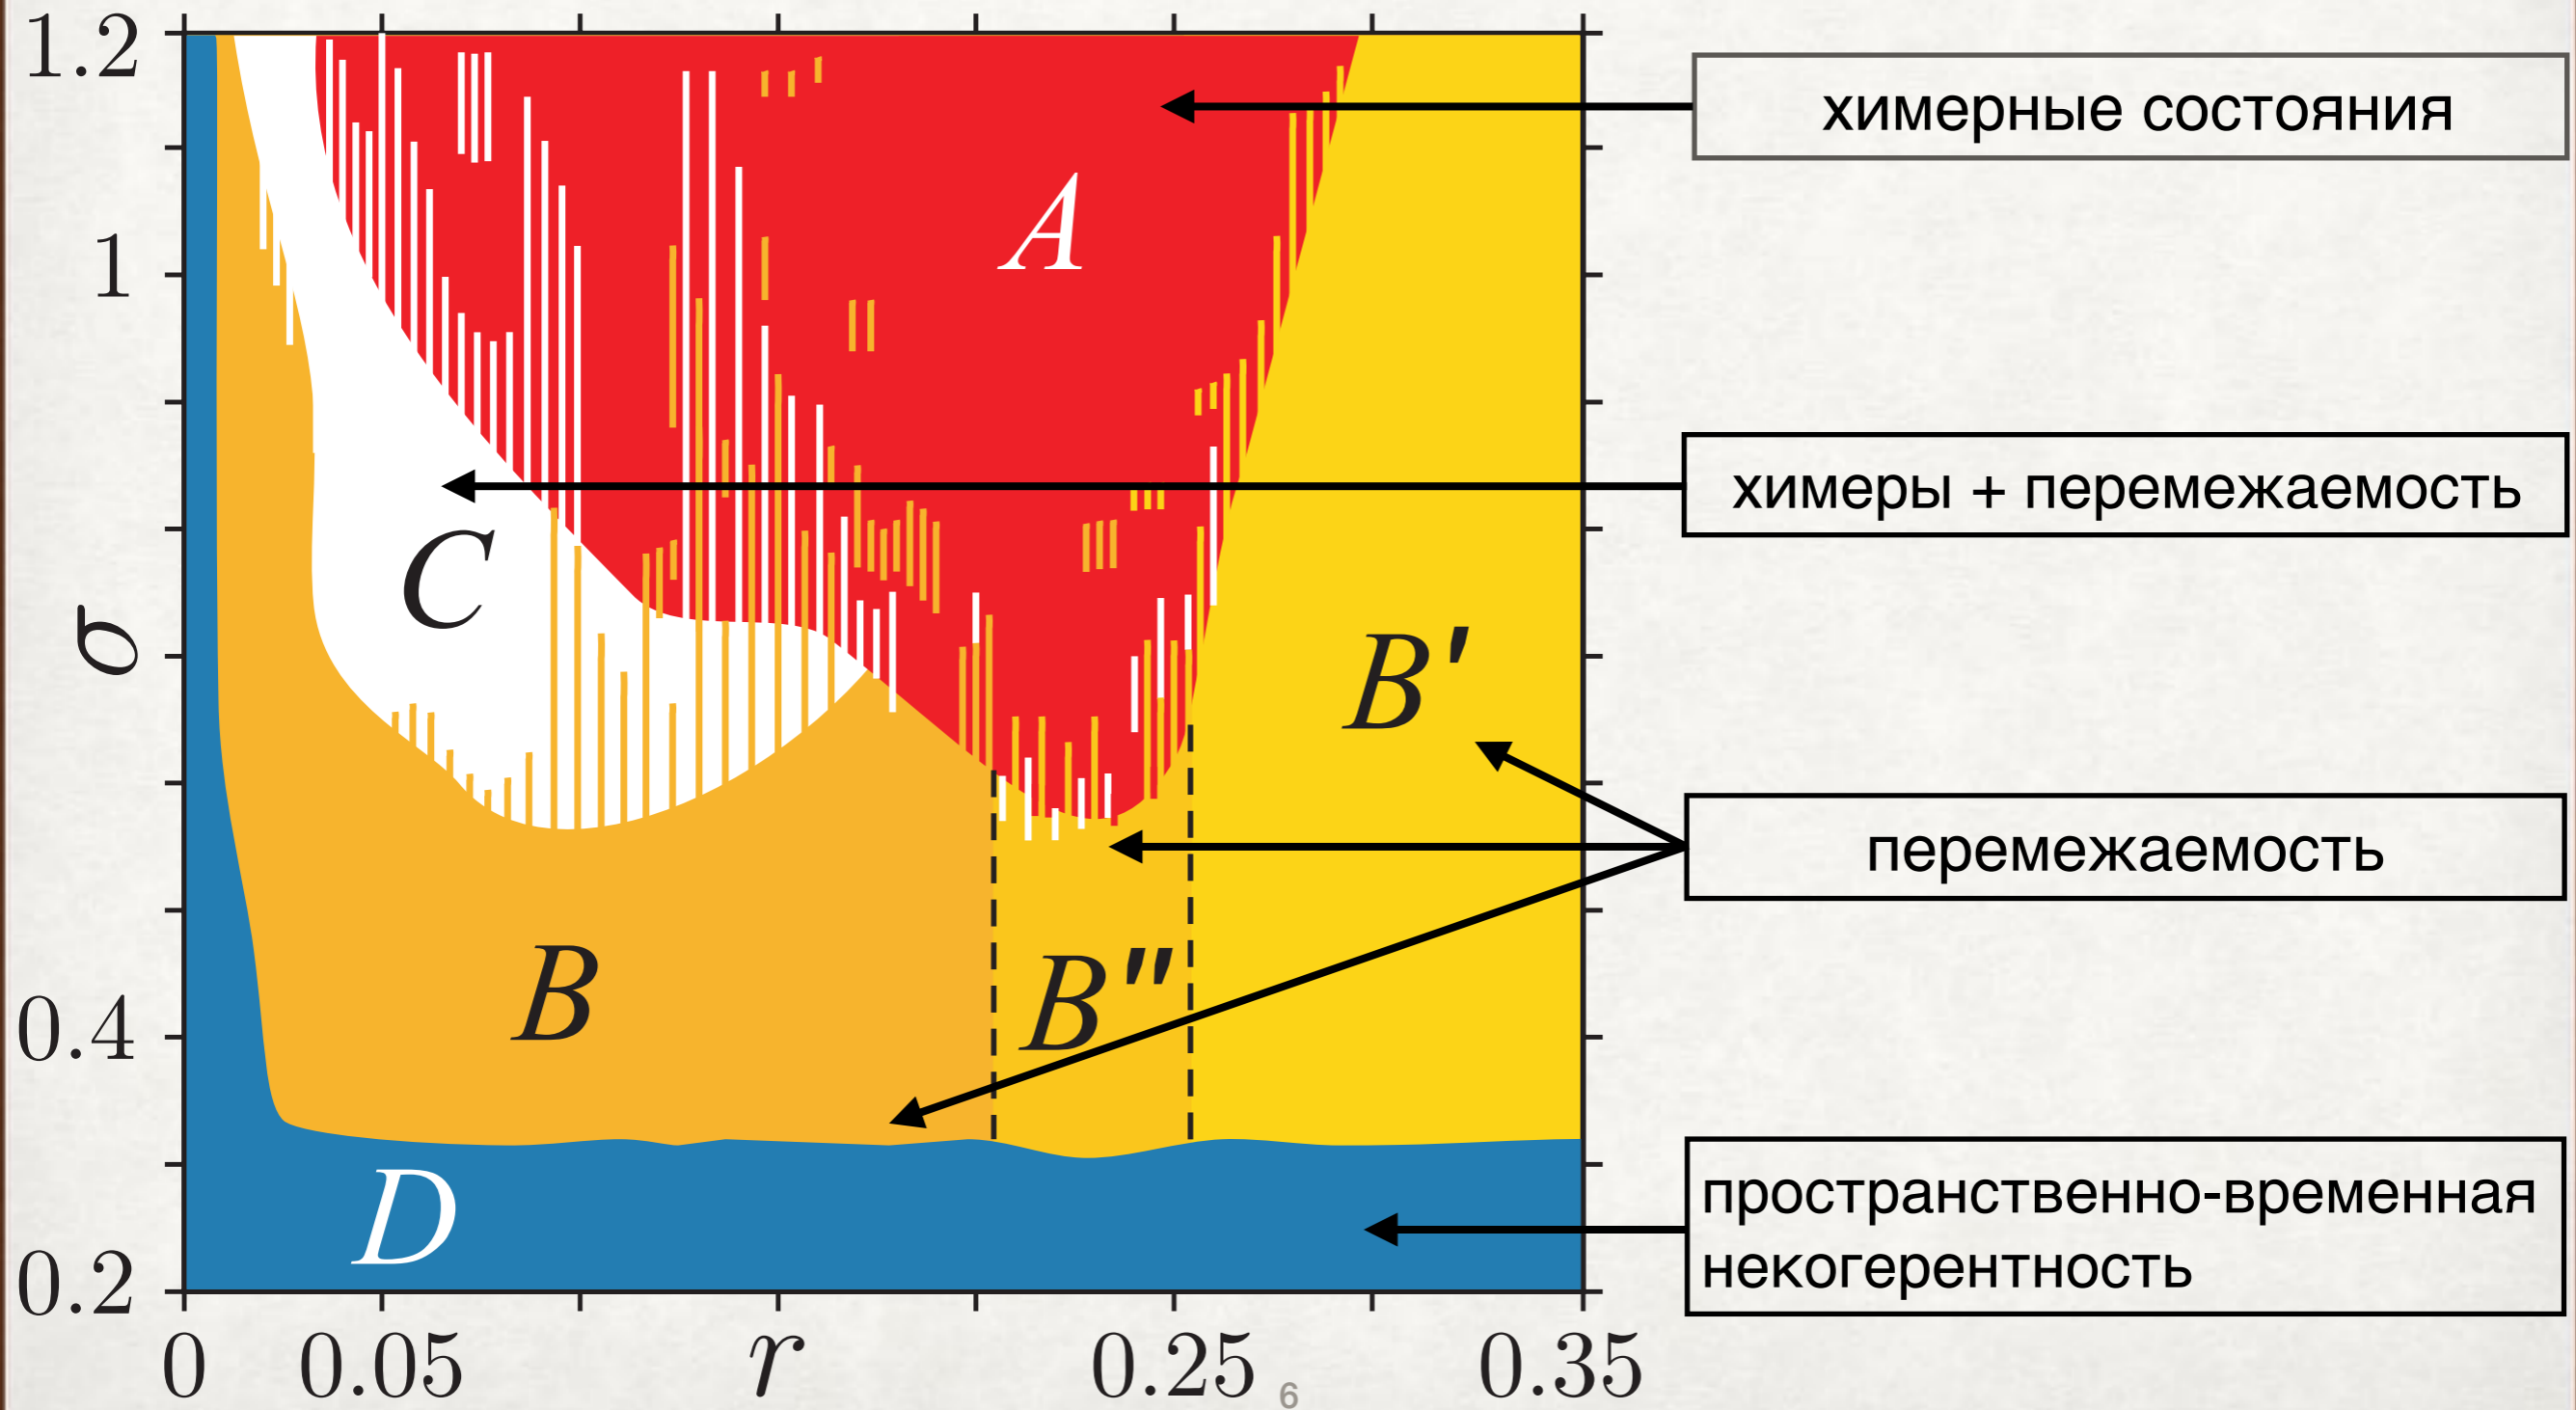 1.2
химерные состояния
A
1
химеры + перемежаемость
C
σ
B'
перемежаемость
B
B"
0.4
D
пространственно-временная
некогерентность
0.2
0 0.05 r 0.25 0.35
6